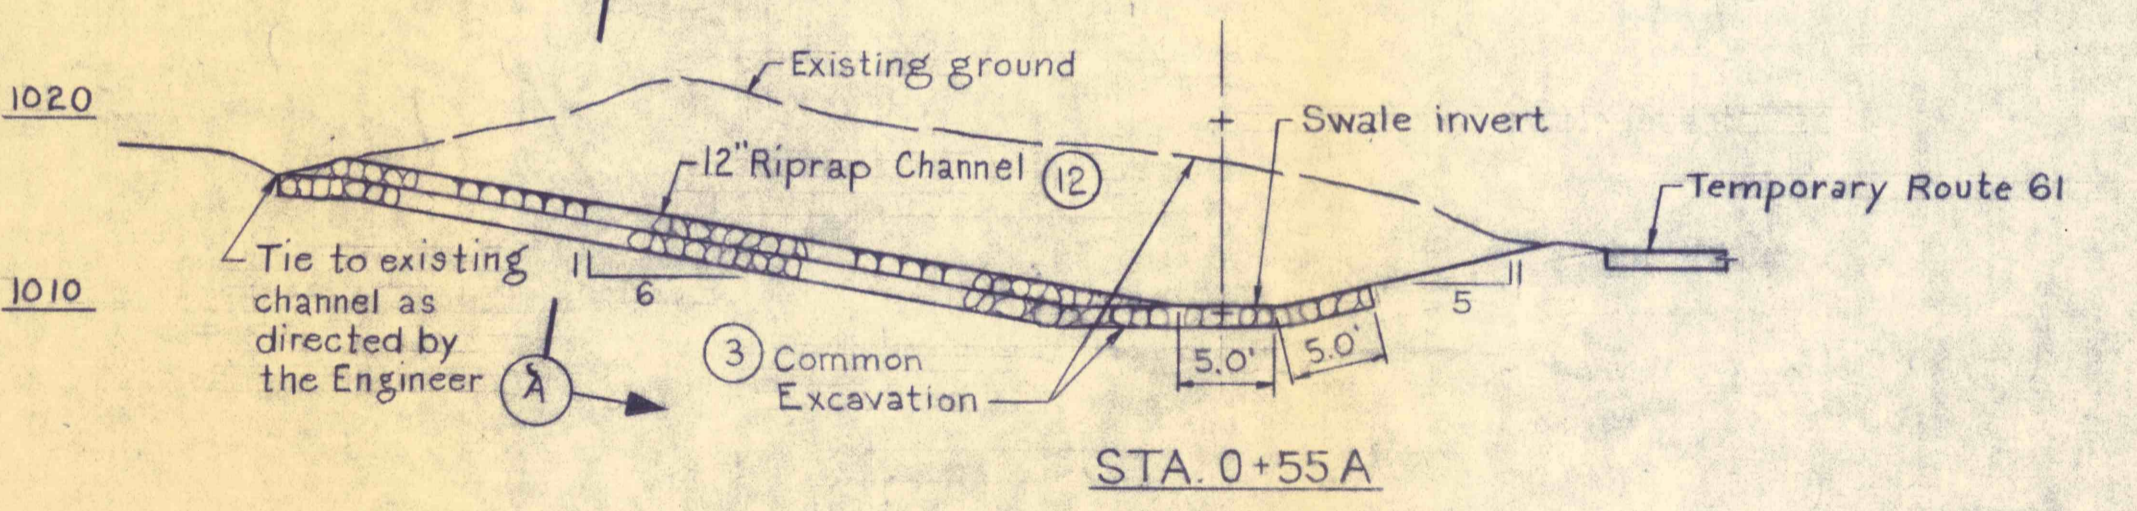 Existing ground
1020
Swale invert
12" Riprap Channel 12
Temporary Route 61
Tie to existing
channel as
directed by
the Engineer
1010
1
6
1
5
A
3 Common
Excavation
5.0'
5.0'
STA. 0+55 A